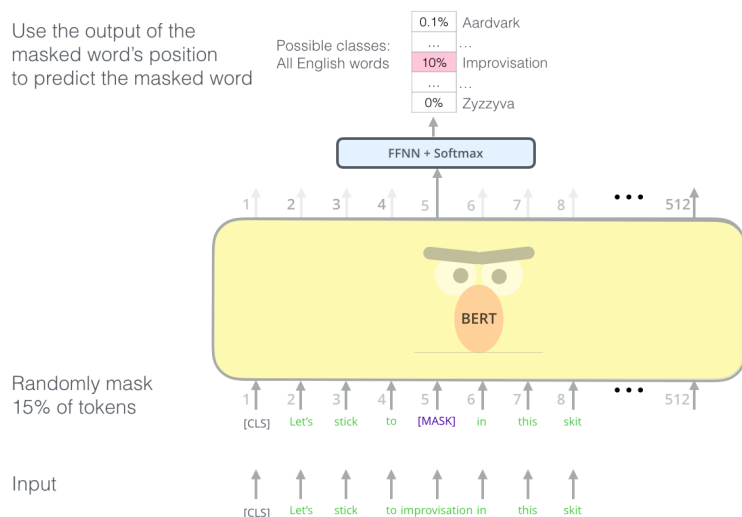 Use the output of the
masked word's position
to predict the masked word
Possible classes:
All English words
0.1% Aardvark
... ...
10% Improvisation
... ...
0% Zyzzyva
FFNN + Softmax
1 2 3 4 5 6 7 8 ••• 512
BERT
Randomly mask
15% of tokens
1 2 3 4 5 6 7 8 ••• 512
[CLS] Let's stick to [MASK] in this skit
Input
[CLS] Let's stick to improvisation in this skit